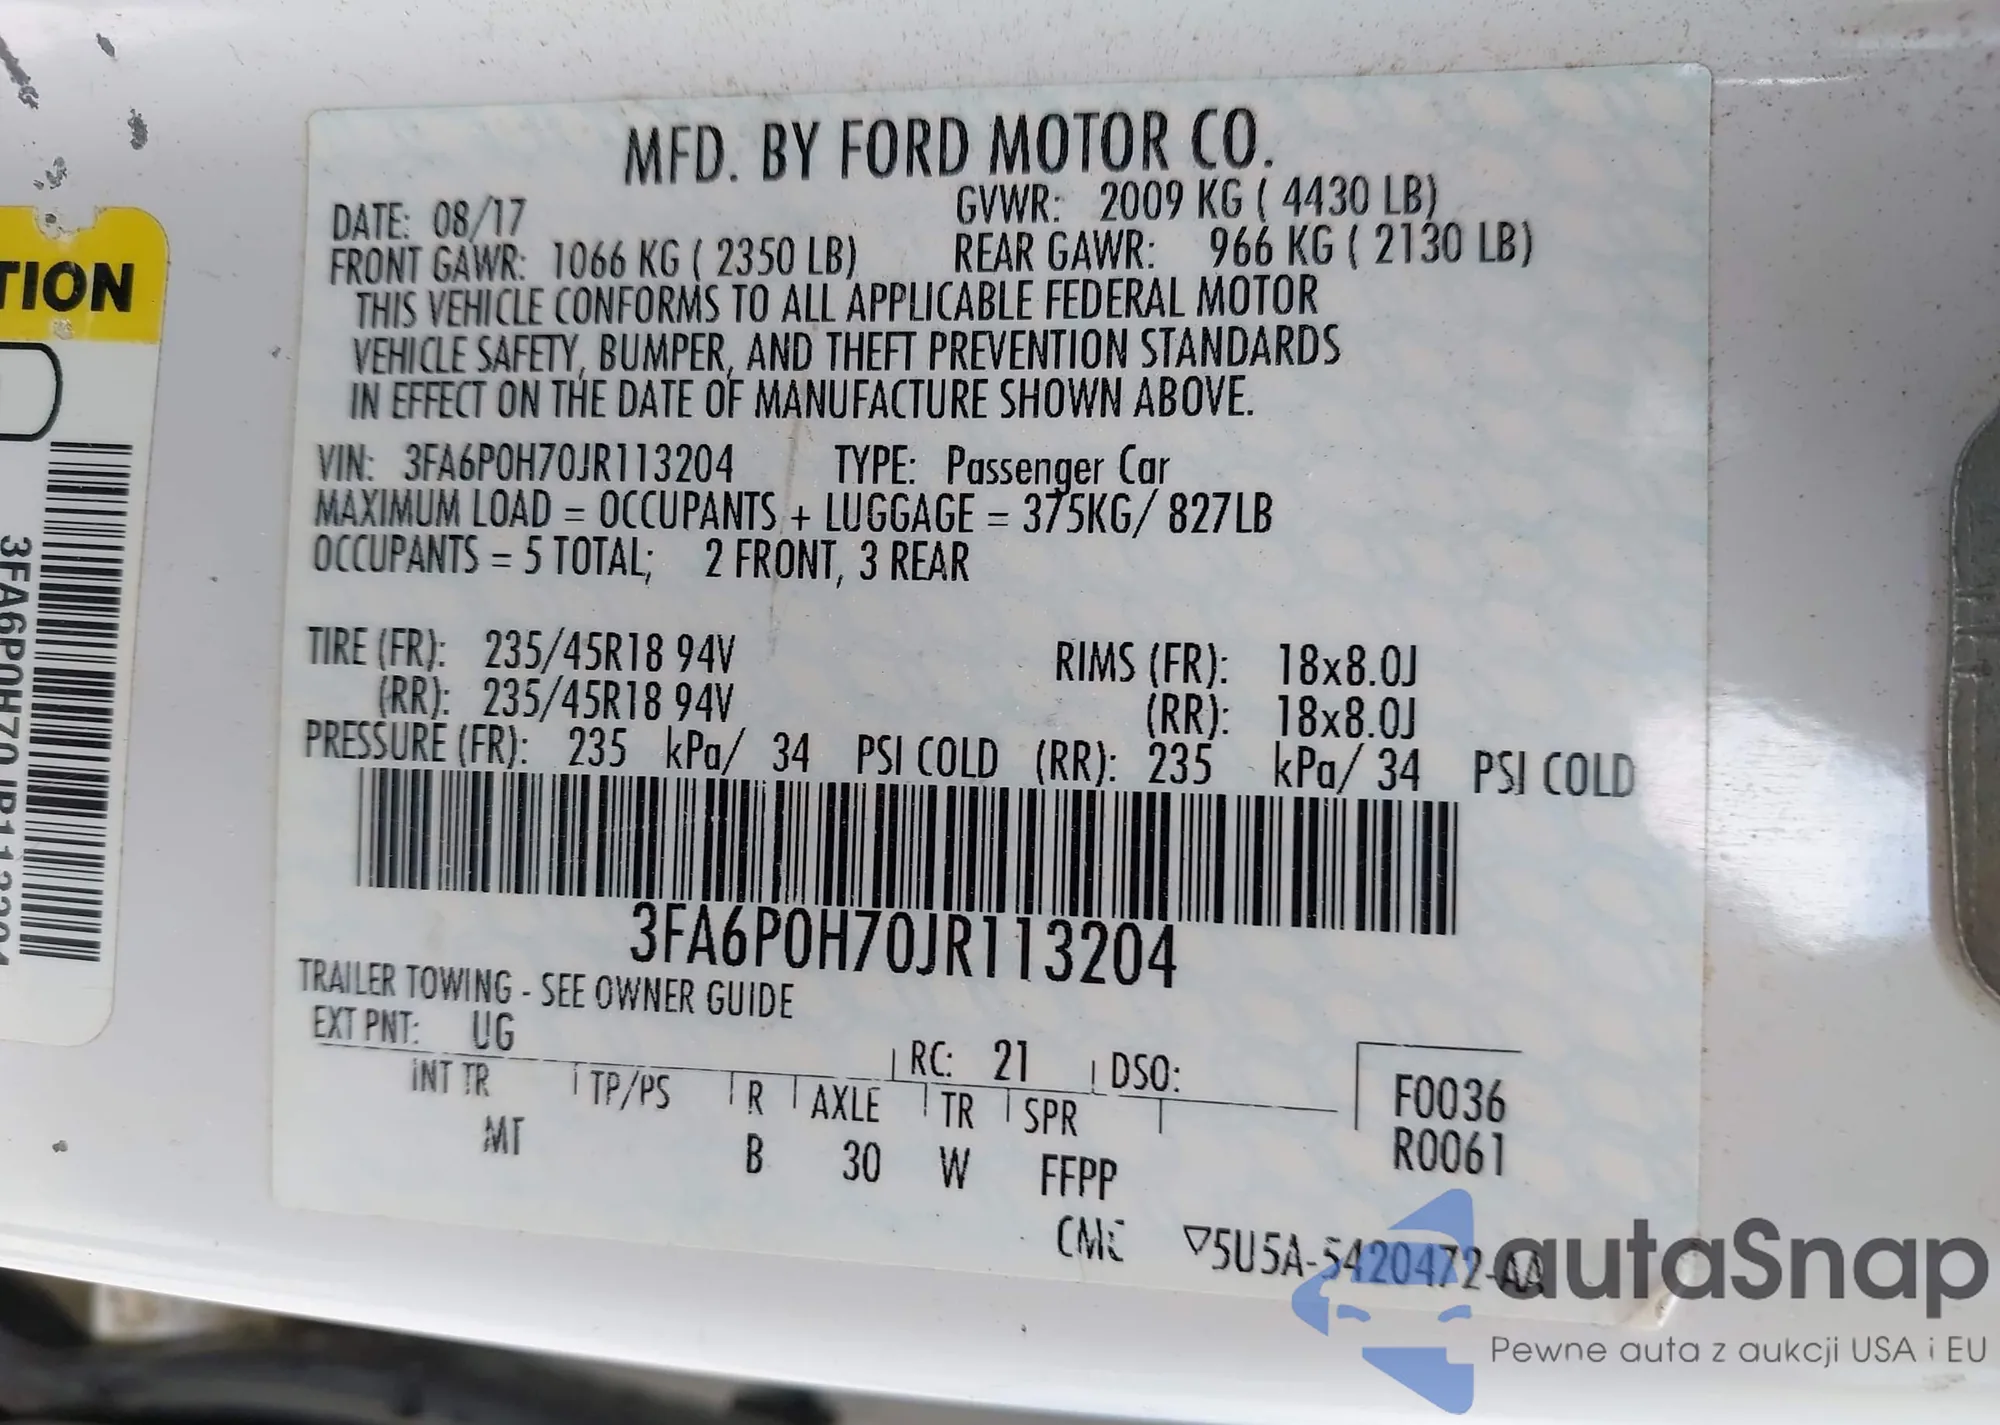 MFD. BY FORD MOTOR CO.
DATE: 08/17 GVWR: 2009 KG ( 4430 LB)
FRONT GAWR: 1066 KG ( 2350 LB) REAR GAWR: 966 KG ( 2130 LB)
THIS VEHICLE CONFORMS TO ALL APPLICABLE FEDERAL MOTOR
VEHICLE SAFETY, BUMPER, AND THEFT PREVENTION STANDARDS
IN EFFECT ON THE DATE OF MANUFACTURE SHOWN ABOVE.
VIN: 3FA6P0H70JR113204 TYPE: Passenger Car
MAXIMUM LOAD = OCCUPANTS + LUGGAGE = 375KG/ 827LB
OCCUPANTS = 5 TOTAL; 2 FRONT, 3 REAR
TIRE (FR): 235/45R18 94V RIMS (FR): 18x8.0J
(RR): 235/45R18 94V (RR): 18x8.0J
PRESSURE (FR): 235 kPa/ 34 PSI COLD (RR): 235 kPa/ 34 PSI COLD
3FA6P0H70JR113204
TRAILER TOWING - SEE OWNER GUIDE
EXT PNT: UG RC: 21 DSO:
INT TR TP/PS R AXLE TR SPR F0036
MT B 30 W FFPP R0061
▽5U5A-5420472-AA
TION
3FA6P0H70JR113204
autaSnap
Pewne auta z aukcji USA i EU